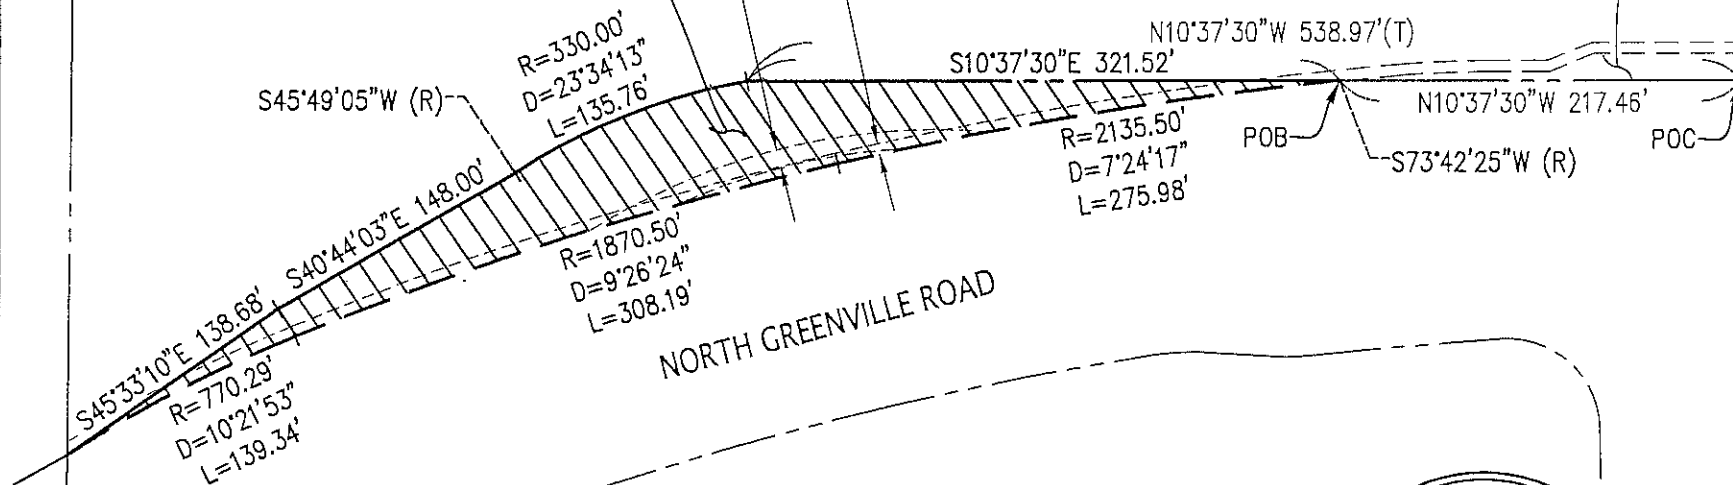 R=330.00'
D=23°34'13"
L=135.76'
S45°49'05"W (R)
S10°37'30"E 321.52'
N10°37'30"W 538.97'(T)
N10°37'30"W 217.46'
POB
POC
S73°42'25"W (R)
R=2135.50'
D=7°24'17"
L=275.98'
S40°44'03"E 148.00'
R=1870.50'
D=9°26'24"
L=308.19'
NORTH GREENVILLE ROAD
S45°33'10"E 138.68'
R=770.29'
D=10°21'53"
L=139.34'